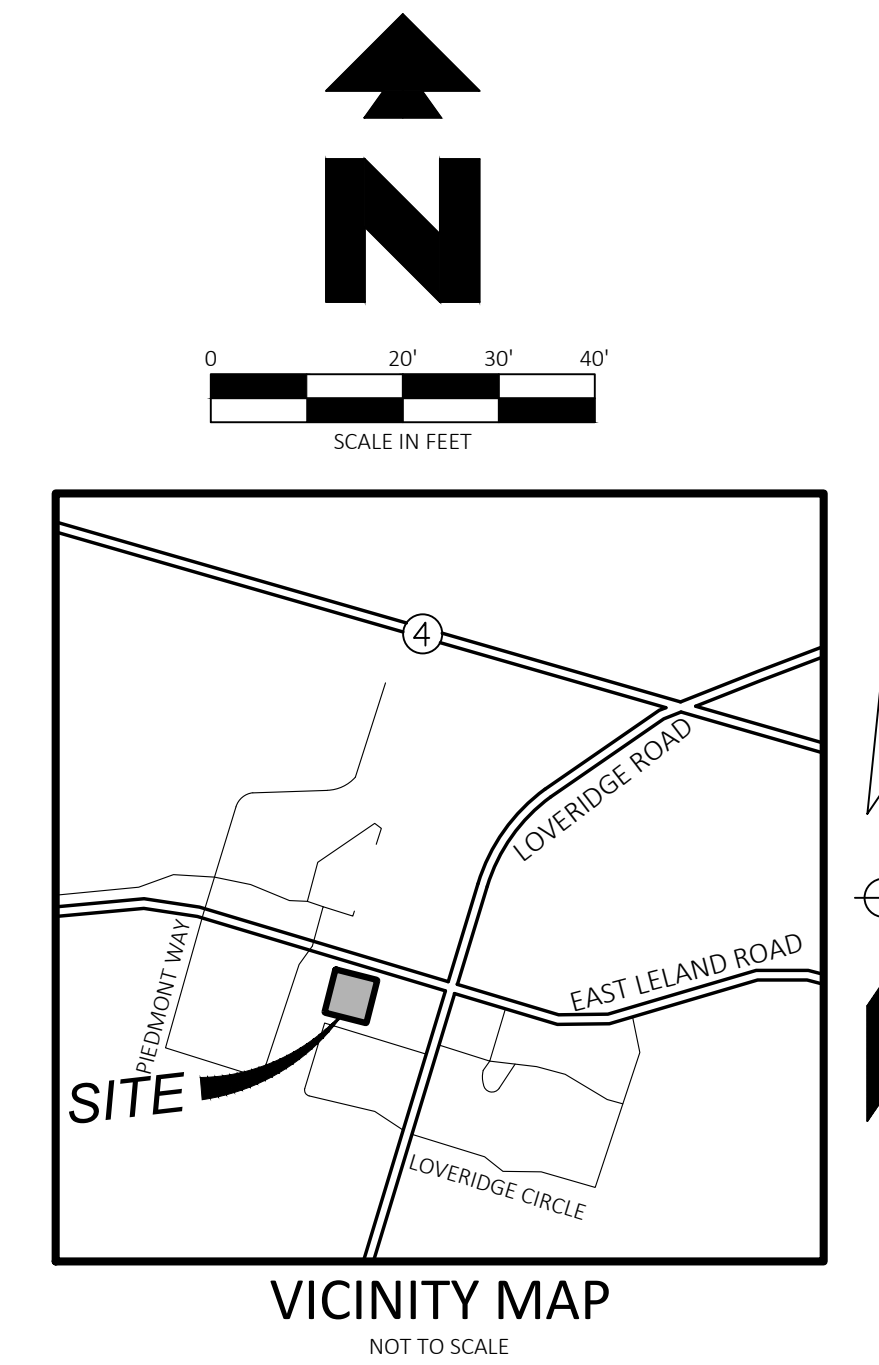 N
0 20' 30' 40'
SCALE IN FEET
4
LOVERIDGE ROAD
EAST LELAND ROAD
PIEDMONT WAY
SITE
LOVERIDGE CIRCLE
VICINITY MAP
NOT TO SCALE